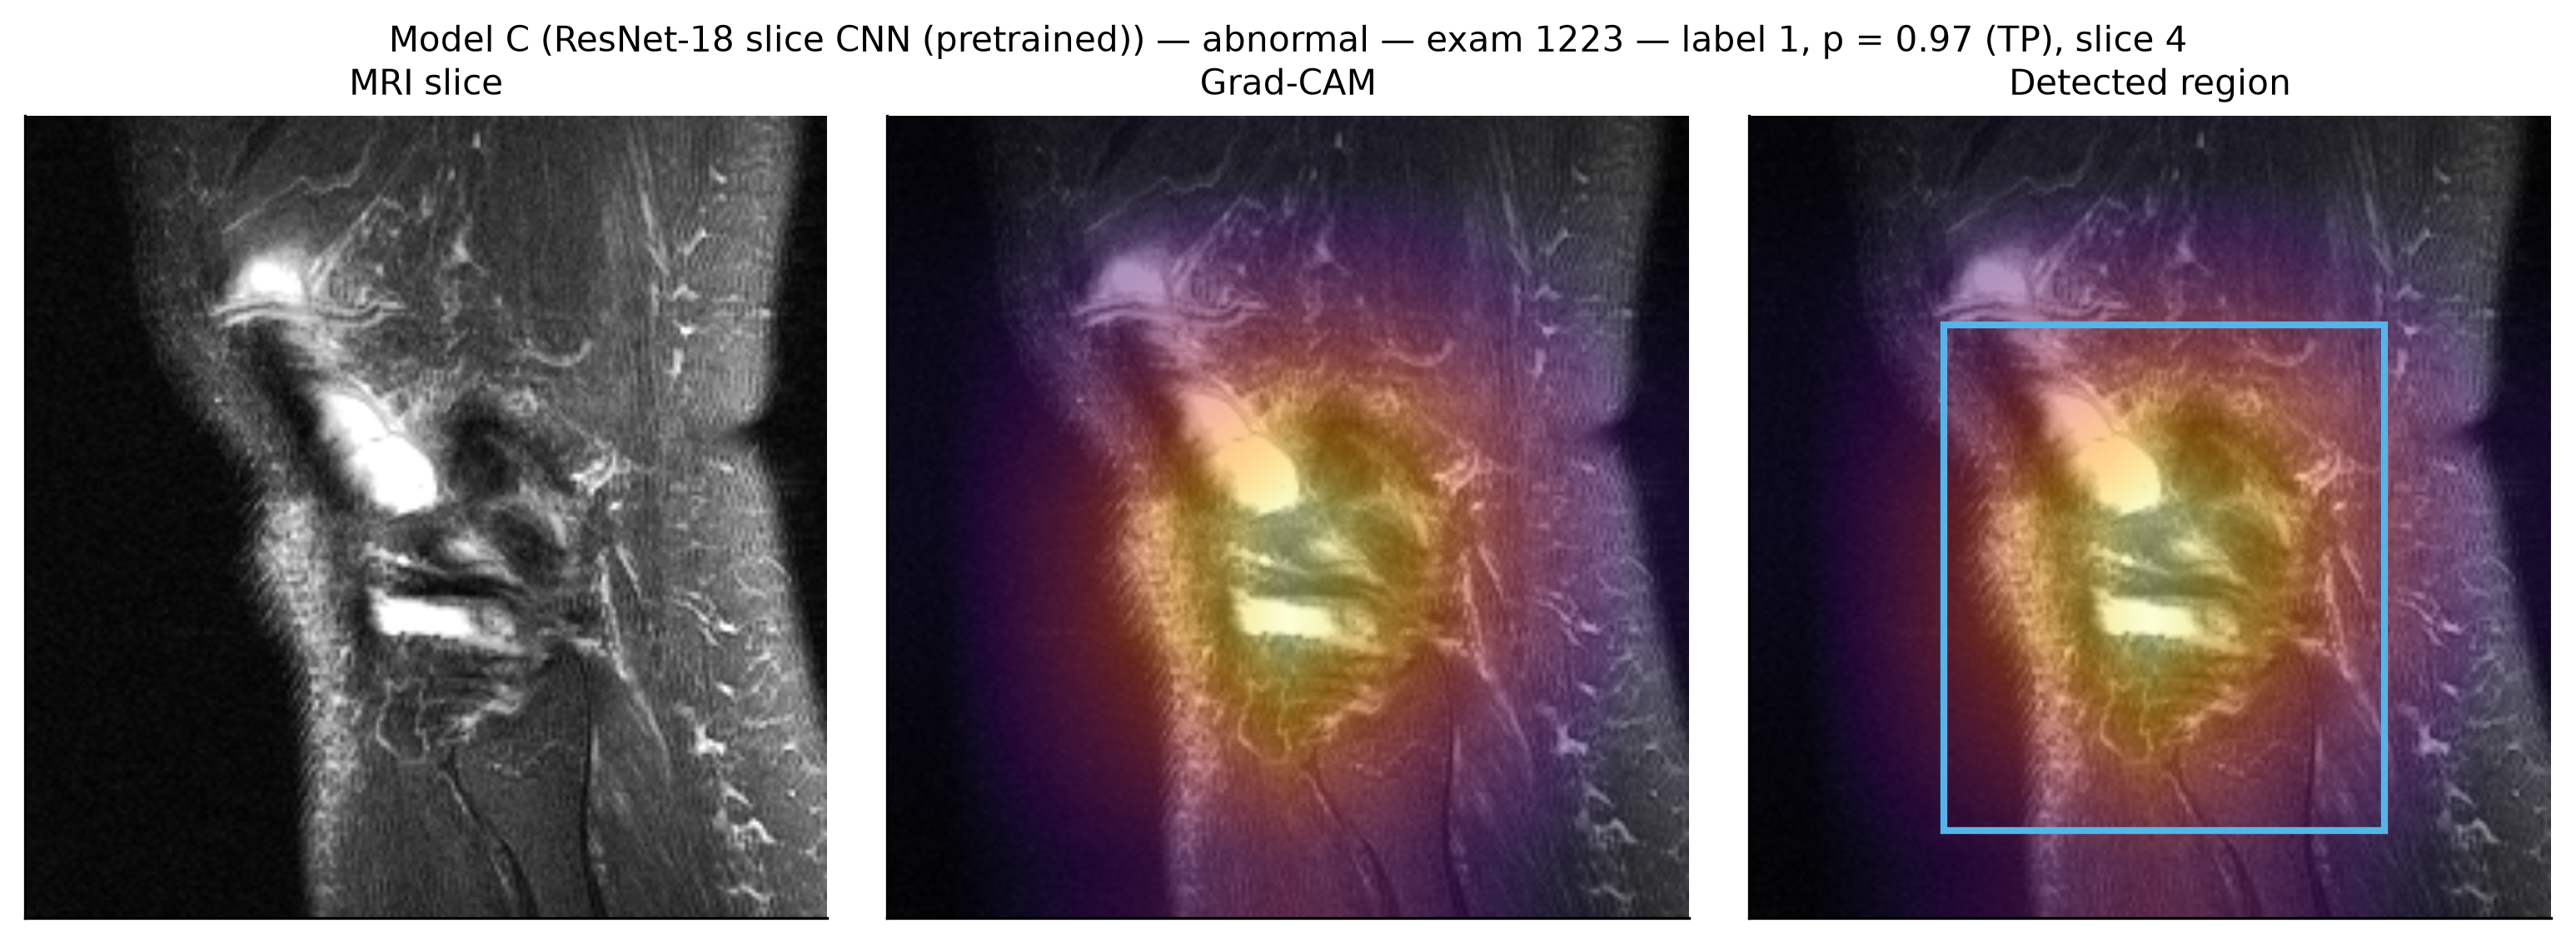 Model C (ResNet-18 slice CNN (pretrained)) — abnormal — exam 1223 — label 1, p = 0.97 (TP), slice 4
MRI slice
Grad-CAM
Detected region